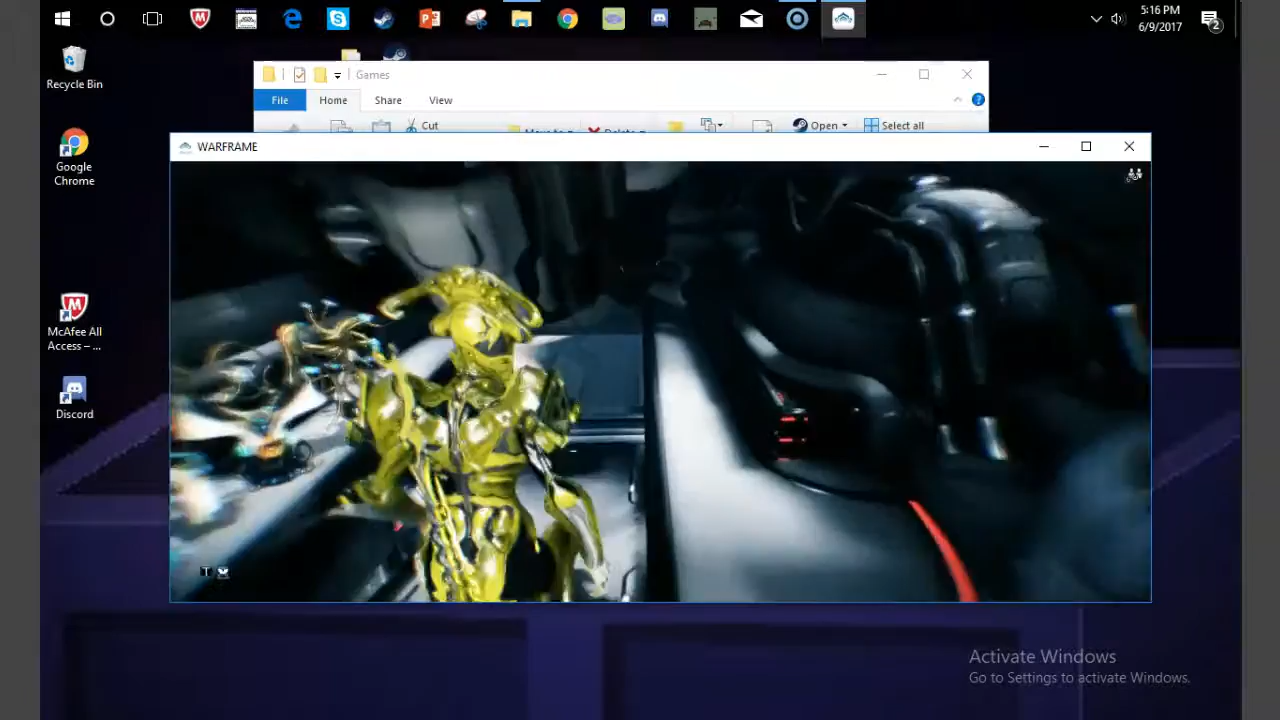 5:16 PM
6/9/2017
2
Recycle Bin
Games
File
Home
Share
View
Cut
Open
Select all
WARFRAME
Google
Chrome
McAfee All
Access – ...
Discord
T
Activate Windows
Go to Settings to activate Windows.